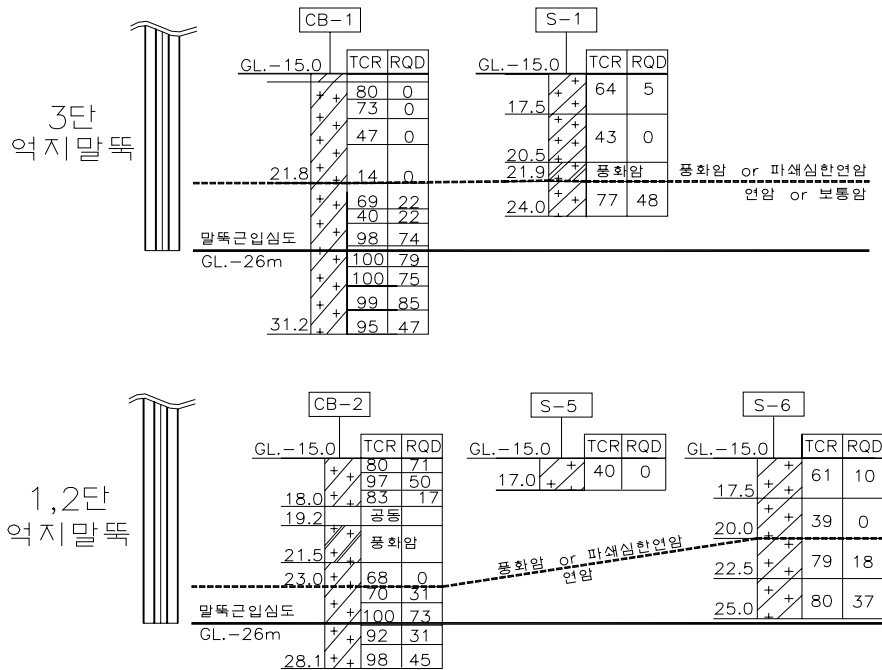 CB-1
S-1
GL.-15.0
TCR RQD
GL.-15.0
TCR RQD
80 0
73 0
47 0
14 0
69 22
40 22
98 74
100 79
100 75
99 85
95 47
21.8
31.2
64 5
17.5
43 0
20.5
풍화암
21.9
77 48
24.0
풍화암 or 파쇄심한연암
연암 or 보통암
3단
억지말뚝
말뚝근입심도
GL.-26m
CB-2
S-5
S-6
GL.-15.0
TCR RQD
GL.-15.0
TCR RQD
GL.-15.0
TCR RQD
80 71
97 50
83 17
18.0
공동
19.2
풍화암
21.5
68 0
23.0
70 31
100 73
92 31
98 45
28.1
40 0
17.0
61 10
17.5
39 0
20.0
79 18
22.5
80 37
25.0
풍화암 or 파쇄심한연암
연암
1,2단
억지말뚝
말뚝근입심도
GL.-26m